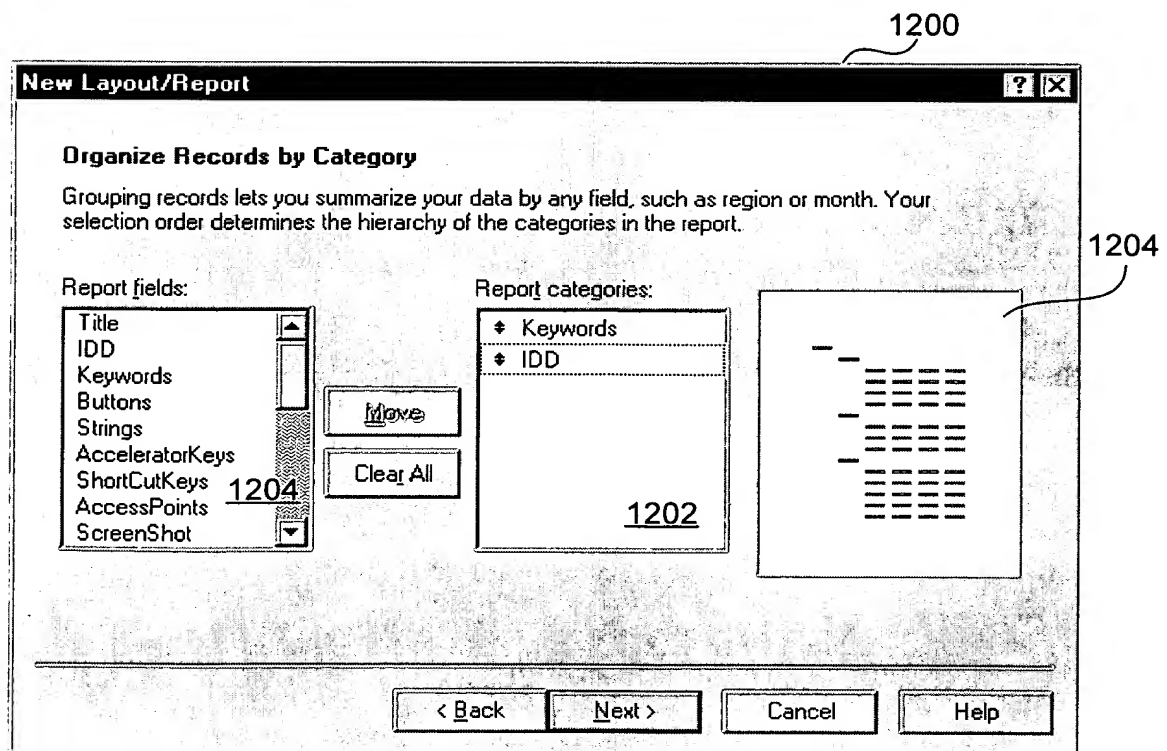 1200
New Layout/Report
Organize Records by Category
Grouping records lets you summarize your data by any field, such as region or month. Your
selection order determines the hierarchy of the categories in the report.
1204
Report fields:
Title
IDD
Keywords
Buttons
Strings
AcceleratorKeys
ShortCutKeys
AccessPoints
ScreenShot
1204
Move
Clear All
Report categories:
Keywords
IDD
1202
< Back
Next >
Cancel
Help